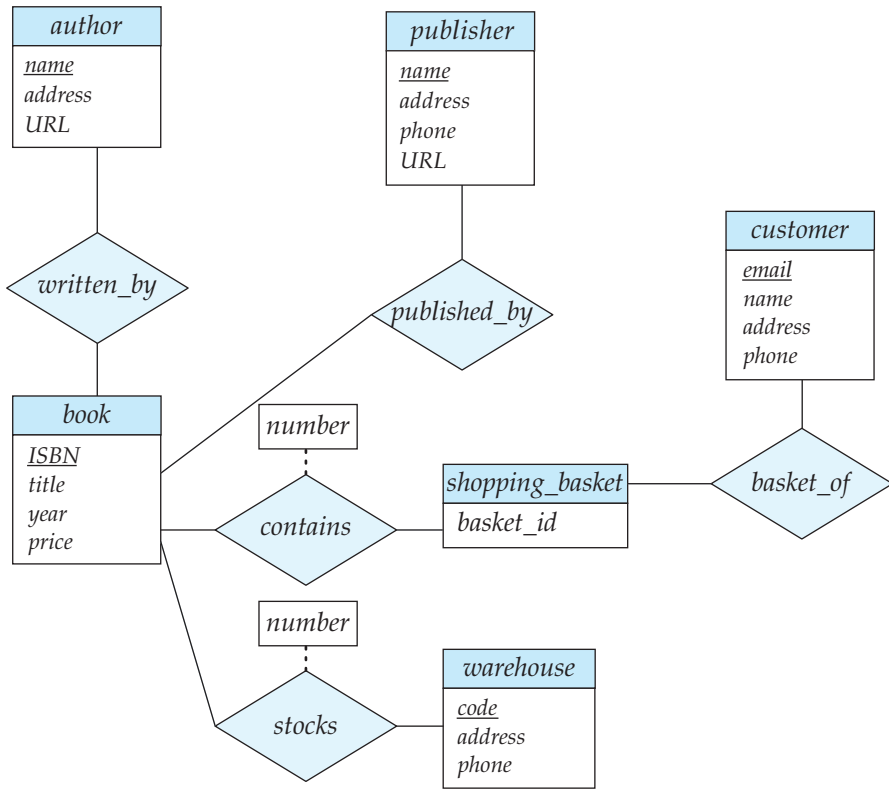 author
name
address
URL
publisher
name
address
phone
URL
customer
email
name
address
phone
written_by
published_by
book
ISBN
title
year
price
number
contains
shopping_basket
basket_id
basket_of
number
stocks
warehouse
code
address
phone